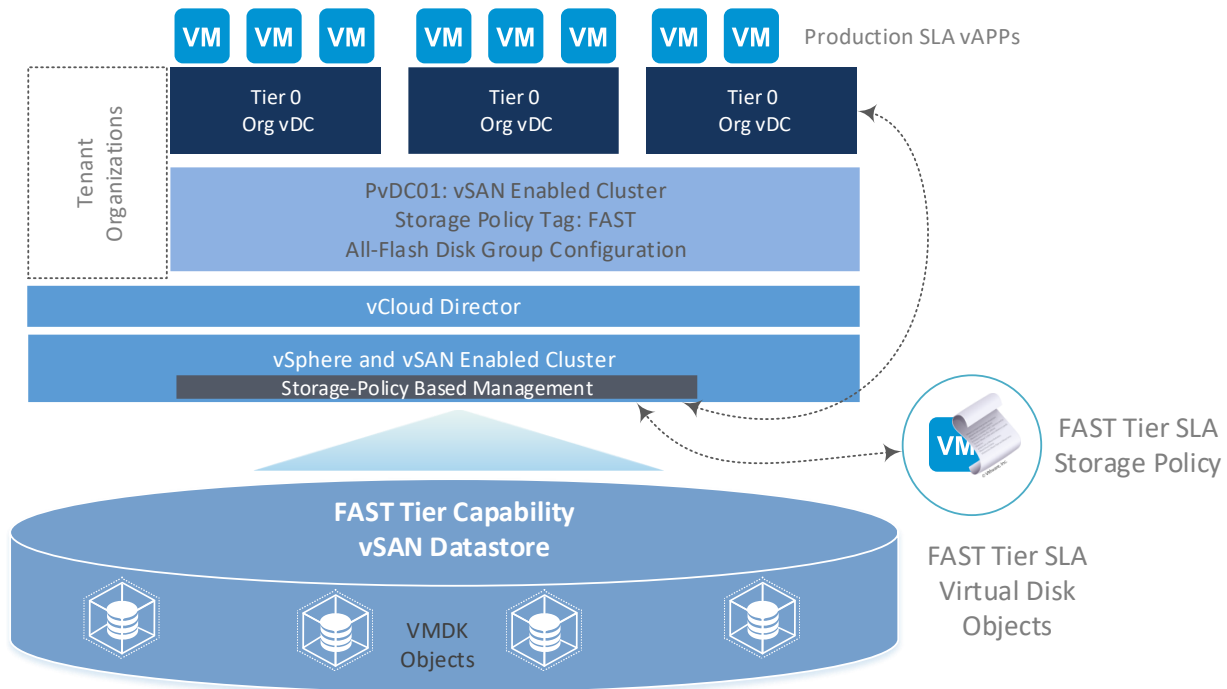 VM VM VM VM VM VM VM VM
Production SLA vAPPs
Tenant
Organizations
Tier 0
Org vDC
Tier 0
Org vDC
Tier 0
Org vDC
PvDC01: vSAN Enabled Cluster
Storage Policy Tag: FAST
All-Flash Disk Group Configuration
vCloud Director
vSphere and vSAN Enabled Cluster
Storage-Policy Based Management
VM
© VMware, Inc.
FAST Tier SLA
Storage Policy
FAST Tier Capability
vSAN Datastore
FAST Tier SLA
Virtual Disk
Objects
VMDK
Objects